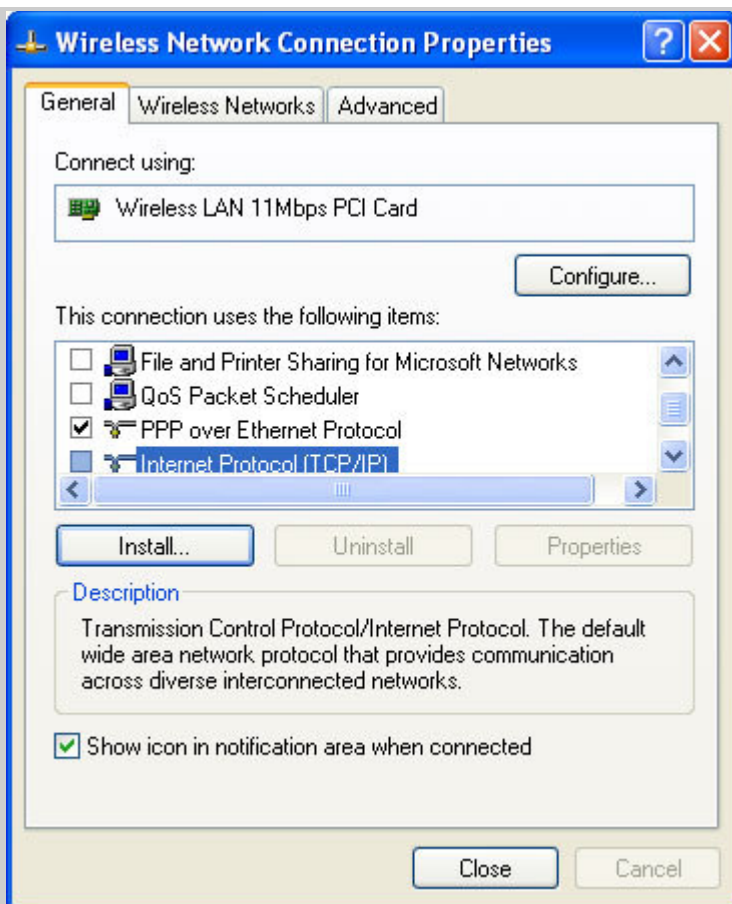 Wireless Network Connection Properties
General Wireless Networks Advanced
Connect using:
Wireless LAN 11Mbps PCI Card
Configure...
This connection uses the following items:
File and Printer Sharing for Microsoft Networks
QoS Packet Scheduler
PPP over Ethernet Protocol
Internet Protocol (TCP/IP)
Install... Uninstall Properties
Description
Transmission Control Protocol/Internet Protocol. The default
wide area network protocol that provides communication
across diverse interconnected networks.
Show icon in notification area when connected
Close Cancel